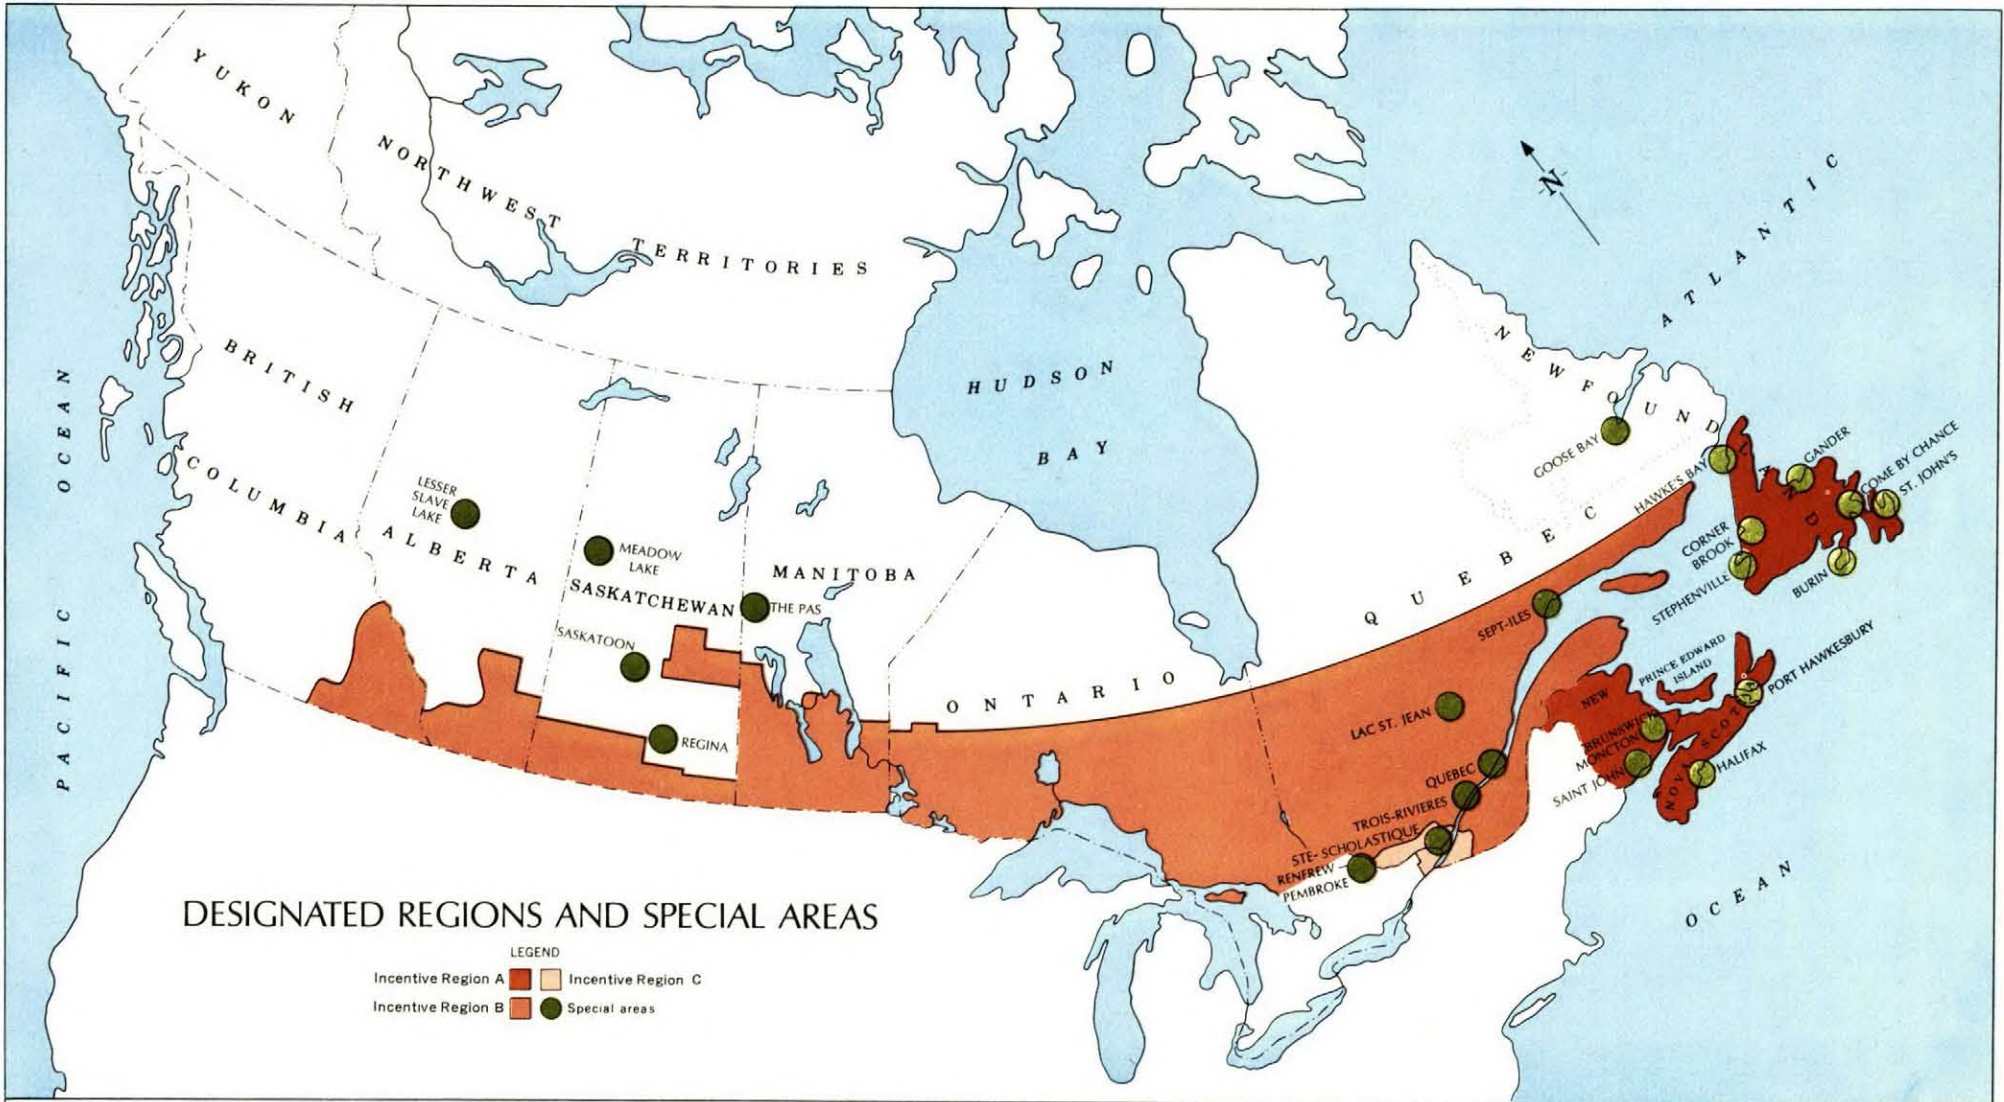 YUKON
NORTHWEST
TERRITORIES
N
ATLANTIC
BRITISH
COLUMBIA
PACIFIC OCEAN
HUDSON
BAY
NEWFOUNDLAND
GOOSE BAY
HAWKE'S BAY
GANDER
COME BY CHANCE
ST. JOHN'S
LESSER
SLAVE
LAKE
ALBERTA
MEADOW
LAKE
SASKATCHEWAN
MANITOBA
THE PAS
SASKATOON
REGINA
ONTARIO
QUEBEC
CORNER
BROOK
STEPHENVILLE
BURIN
SEPT-ILES
PRINCE EDWARD
ISLAND
PORT HAWKESBURY
NEW
BRUNSWICK
MONCTON
SAINT JOHN
NOVA SCOTIA
HALIFAX
LAC ST. JEAN
QUEBEC
TROIS-RIVIERES
STE- SCHOLASTIQUE
RENFREW
PEMBROKE
OCEAN
DESIGNATED REGIONS AND SPECIAL AREAS
LEGEND
Incentive Region A
Incentive Region C
Incentive Region B
Special areas